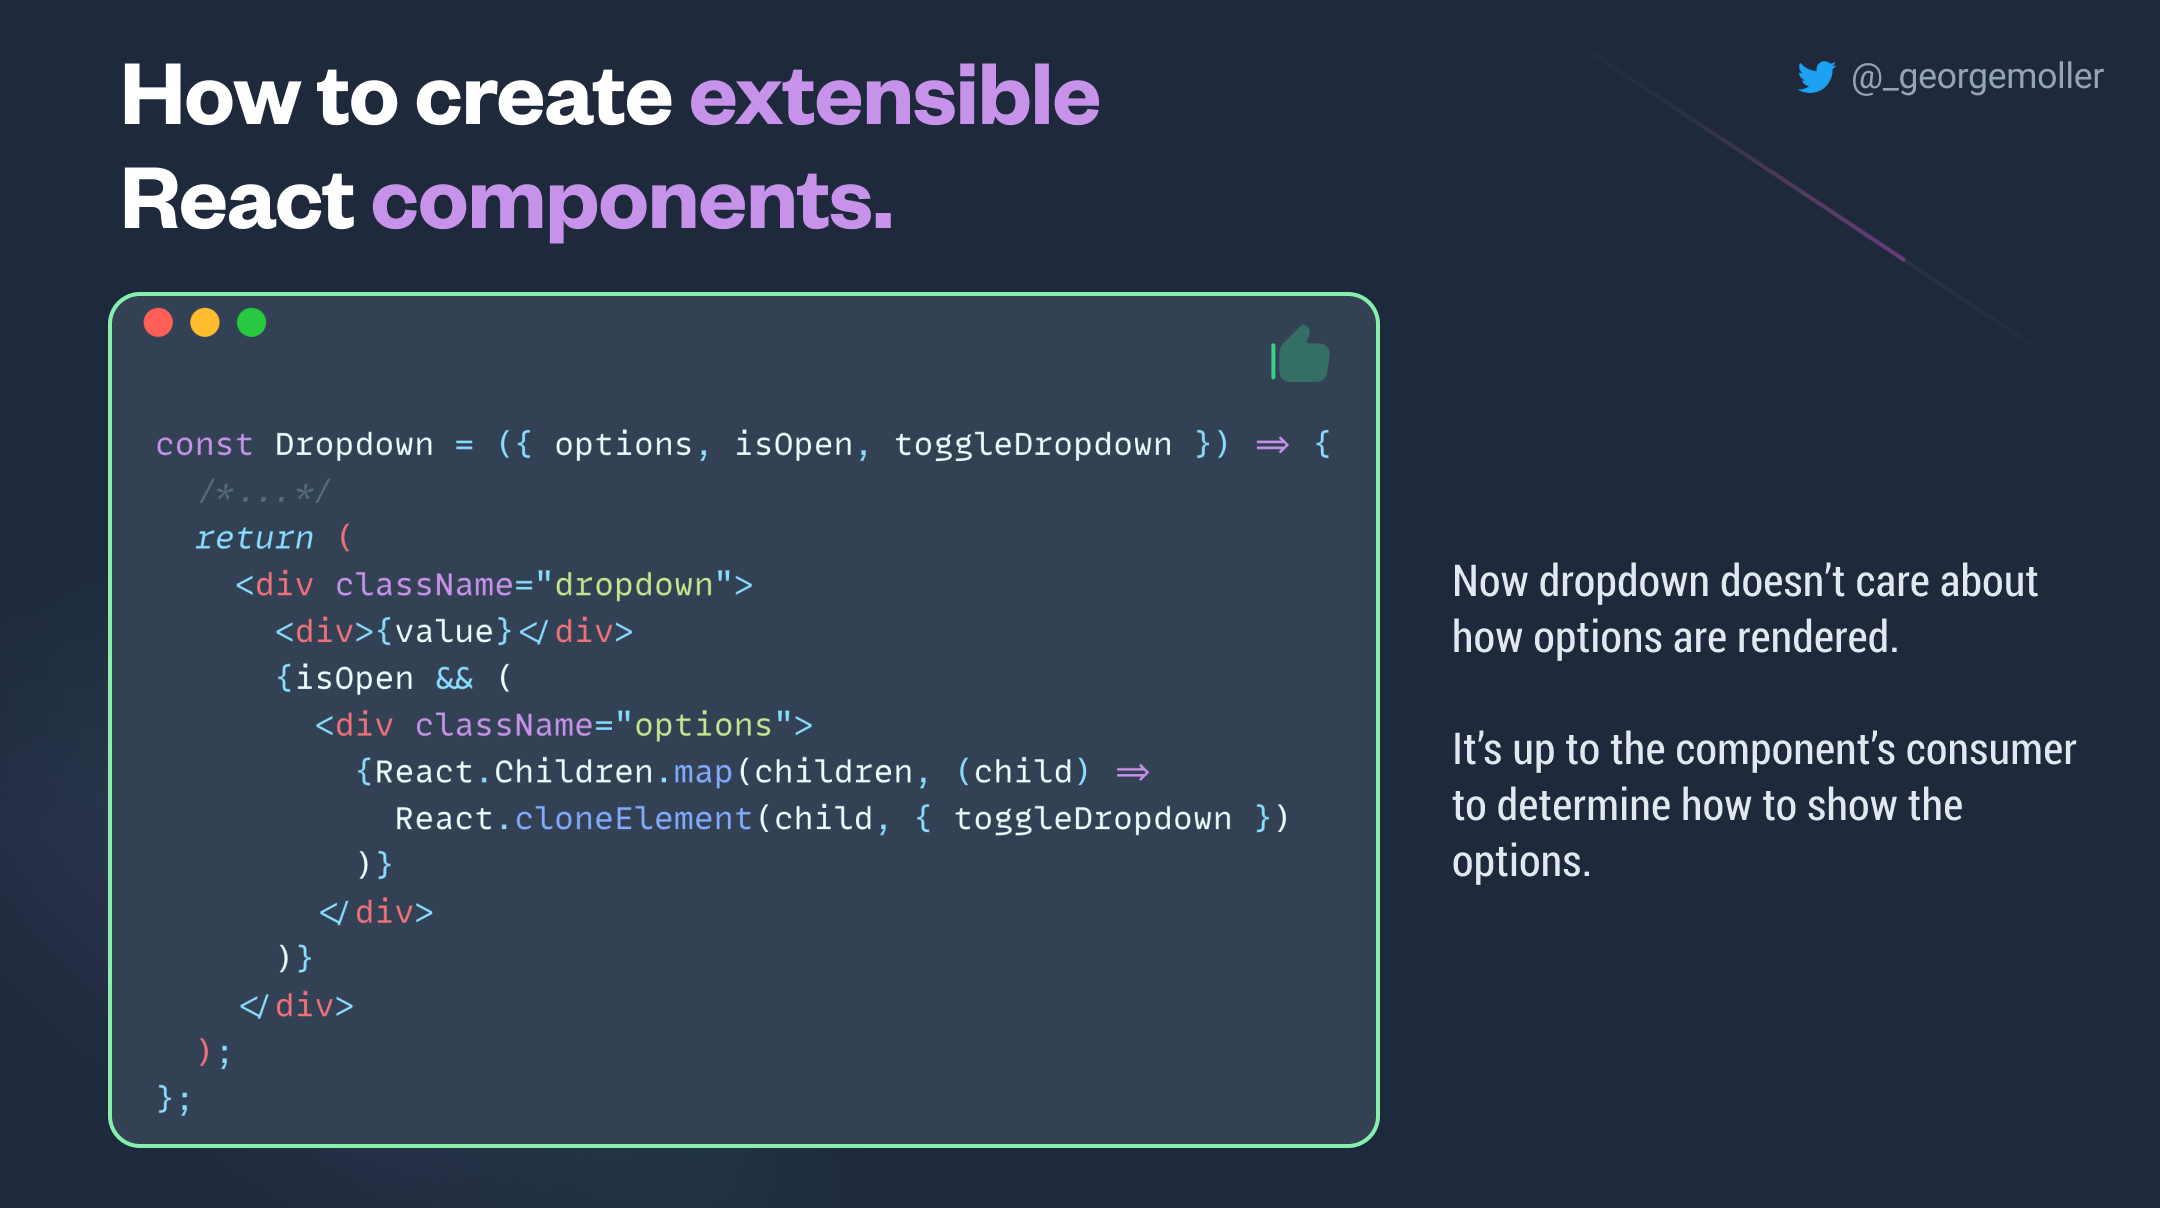 How to create extensible
React components.
@_georgemoller
const Dropdown = ({ options, isOpen, toggleDropdown }) => {
  /*...*/
  return (
    <div className="dropdown">
      <div>{value}</div>
      {isOpen && (
        <div className="options">
          {React.Children.map(children, (child) =>
            React.cloneElement(child, { toggleDropdown })
          )}
        </div>
      )}
    </div>
  );
};
Now dropdown doesn’t care about
how options are rendered.
It’s up to the component’s consumer
to determine how to show the
options.